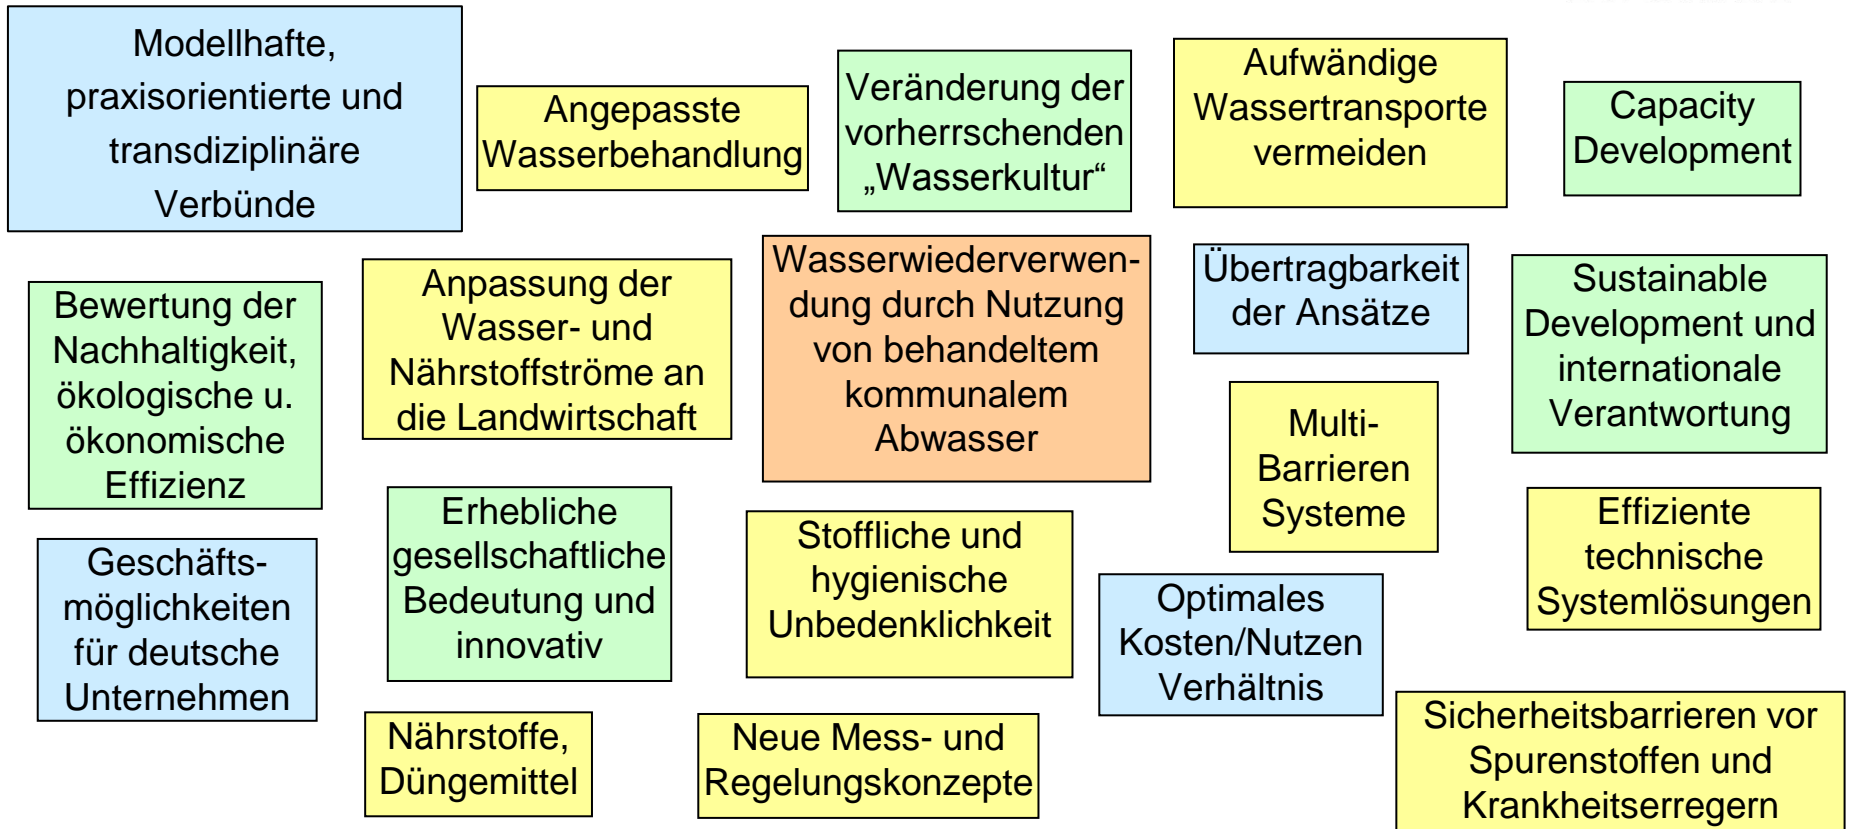 Modellhafte,
praxisorientierte und
transdiziplinäre
Verbünde
Angepasste
Wasserbehandlung
Veränderung der
vorherrschenden
„Wasserkultur“
Aufwändige
Wassertransporte
vermeiden
Capacity
Development
Bewertung der
Nachhaltigkeit,
ökologische u.
ökonomische
Effizienz
Anpassung der
Wasser- und
Nährstoffströme an
die Landwirtschaft
Wasserwiederverwen-
dung durch Nutzung
von behandeltem
kommunalem
Abwasser
Übertragbarkeit
der Ansätze
Sustainable
Development und
internationale
Verantwortung
Multi-
Barrieren
Systeme
Geschäfts-
möglichkeiten
für deutsche
Unternehmen
Erhebliche
gesellschaftliche
Bedeutung und
innovativ
Stoffliche und
hygienische
Unbedenklichkeit
Optimales
Kosten/Nutzen
Verhältnis
Effiziente
technische
Systemlösungen
Nährstoffe,
Düngemittel
Neue Mess- und
Regelungskonzepte
Sicherheitsbarrieren vor
Spurenstoffen und
Krankheitserregern